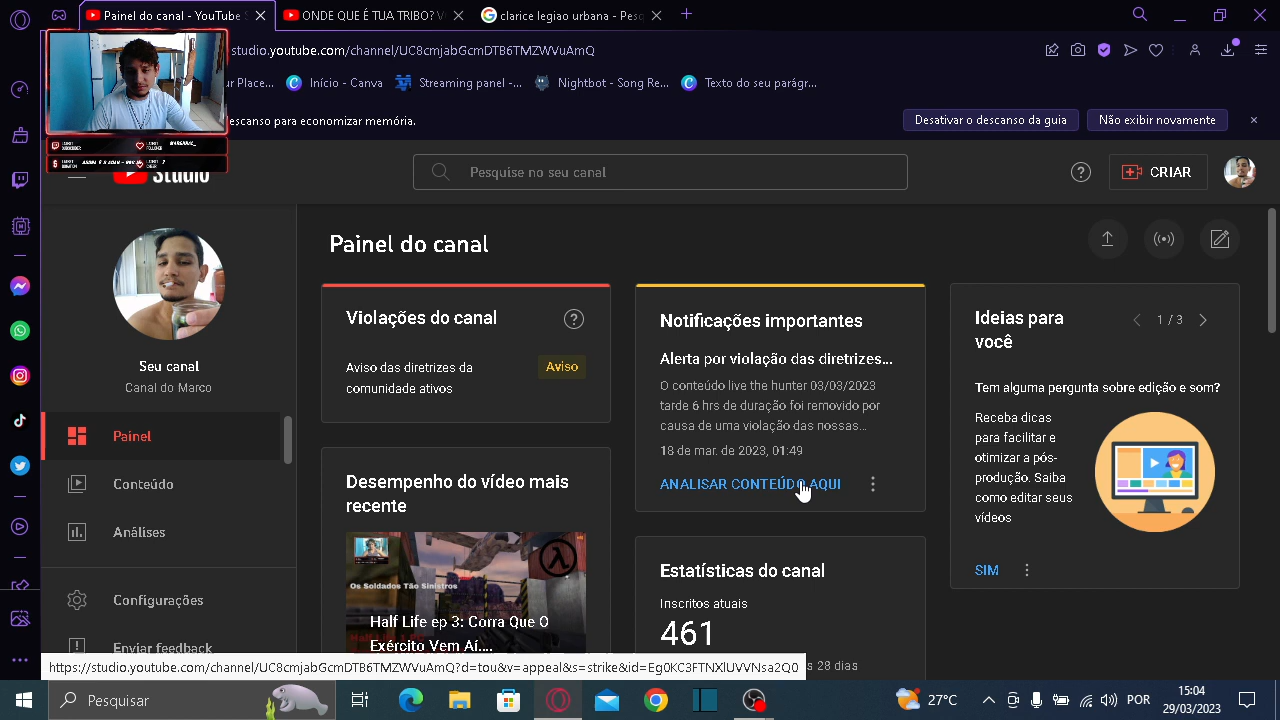 Painel do canal - YouTube S
ONDE QUE É TUA TRIBO? V
clarice legiao urbana - Pesq
studio.youtube.com/channel/UC8cmjabGcmDTB6TMZWVuAmQ
ur Place...
Início - Canva
Streaming panel -...
Nightbot - Song Re...
Texto do seu parágr...
descanso para economizar memória.
Desativar o descanso da guia
Não exibir novamente
Studio
Pesquise no seu canal
CRIAR
Seu canal
Canal do Marco
Painel
Conteúdo
Análises
Configurações
Enviar feedback
Painel do canal
Violações do canal
Aviso das diretrizes da
comunidade ativos
Aviso
Desempenho do vídeo mais
recente
Os Soldados Tão Sinistros
Half Life ep 3: Corra Que O
Exército Vem Aí....
Notificações importantes
Alerta por violação das diretrizes...
O conteúdo live the hunter 03/03/2023
tarde 6 hrs de duração foi removido por
causa de uma violação das nossas...
18 de mar. de 2023, 01:49
ANALISAR CONTEÚDO AQUI
Estatísticas do canal
Inscritos atuais
461
s 28 dias
Ideias para
você
1 / 3
Tem alguma pergunta sobre edição e som?
Receba dicas
para facilitar e
otimizar a pós-
produção. Saiba
como editar seus
vídeos
SIM
https://studio.youtube.com/channel/UC8cmjabGcmDTB6TMZWVuAmQ?d=tou&v=appeal&s=strike&id=Eg0KC3FTNXlUVVNsa2Q0
Pesquisar
27°C
POR
15:04
29/03/2023